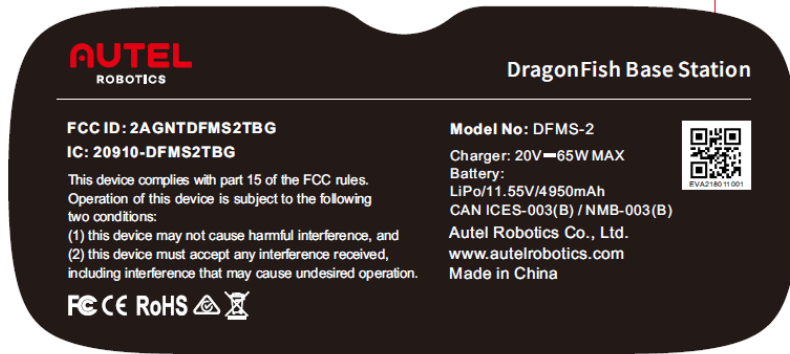 AUTEL
ROBOTICS
DragonFish Base Station
FCC ID: 2AGNTDFMS2TBG
IC: 20910-DFMS2TBG
This device complies with part 15 of the FCC rules.
Operation of this device is subject to the following
two conditions:
(1) this device may not cause harmful interference, and
(2) this device must accept any interference received,
including interference that may cause undesired operation.
FC CE RoHS
Model No: DFMS-2
Charger: 20V⎓65W MAX
Battery:
LiPo/11.55V/4950mAh
CAN ICES-003(B) / NMB-003(B)
Autel Robotics Co., Ltd.
www.autelrobotics.com
Made in China
EVA218011001